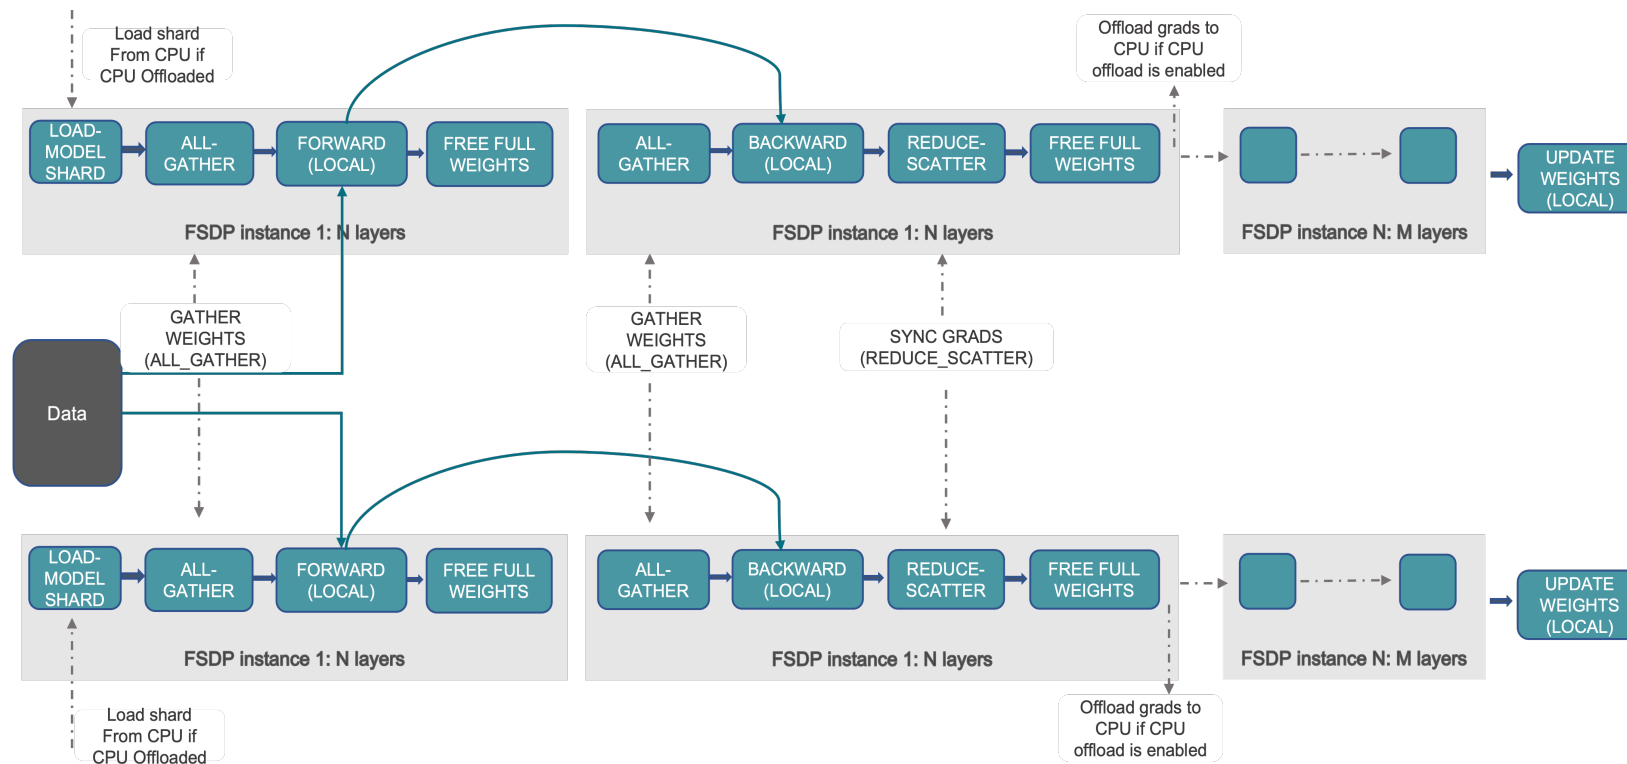 Load shard
From CPU if
CPU Offloaded
Offload grads to
CPU if CPU
offload is enabled
LOAD-
MODEL
SHARD
ALL-
GATHER
FORWARD
(LOCAL)
FREE FULL
WEIGHTS
FSDP instance 1: N layers
ALL-
GATHER
BACKWARD
(LOCAL)
REDUCE-
SCATTER
FREE FULL
WEIGHTS
FSDP instance 1: N layers
FSDP instance N: M layers
UPDATE
WEIGHTS
(LOCAL)
GATHER
WEIGHTS
(ALL_GATHER)
GATHER
WEIGHTS
(ALL_GATHER)
SYNC GRADS
(REDUCE_SCATTER)
Data
LOAD-
MODEL
SHARD
ALL-
GATHER
FORWARD
(LOCAL)
FREE FULL
WEIGHTS
FSDP instance 1: N layers
ALL-
GATHER
BACKWARD
(LOCAL)
REDUCE-
SCATTER
FREE FULL
WEIGHTS
FSDP instance 1: N layers
FSDP instance N: M layers
UPDATE
WEIGHTS
(LOCAL)
Load shard
From CPU if
CPU Offloaded
Offload grads to
CPU if CPU
offload is enabled